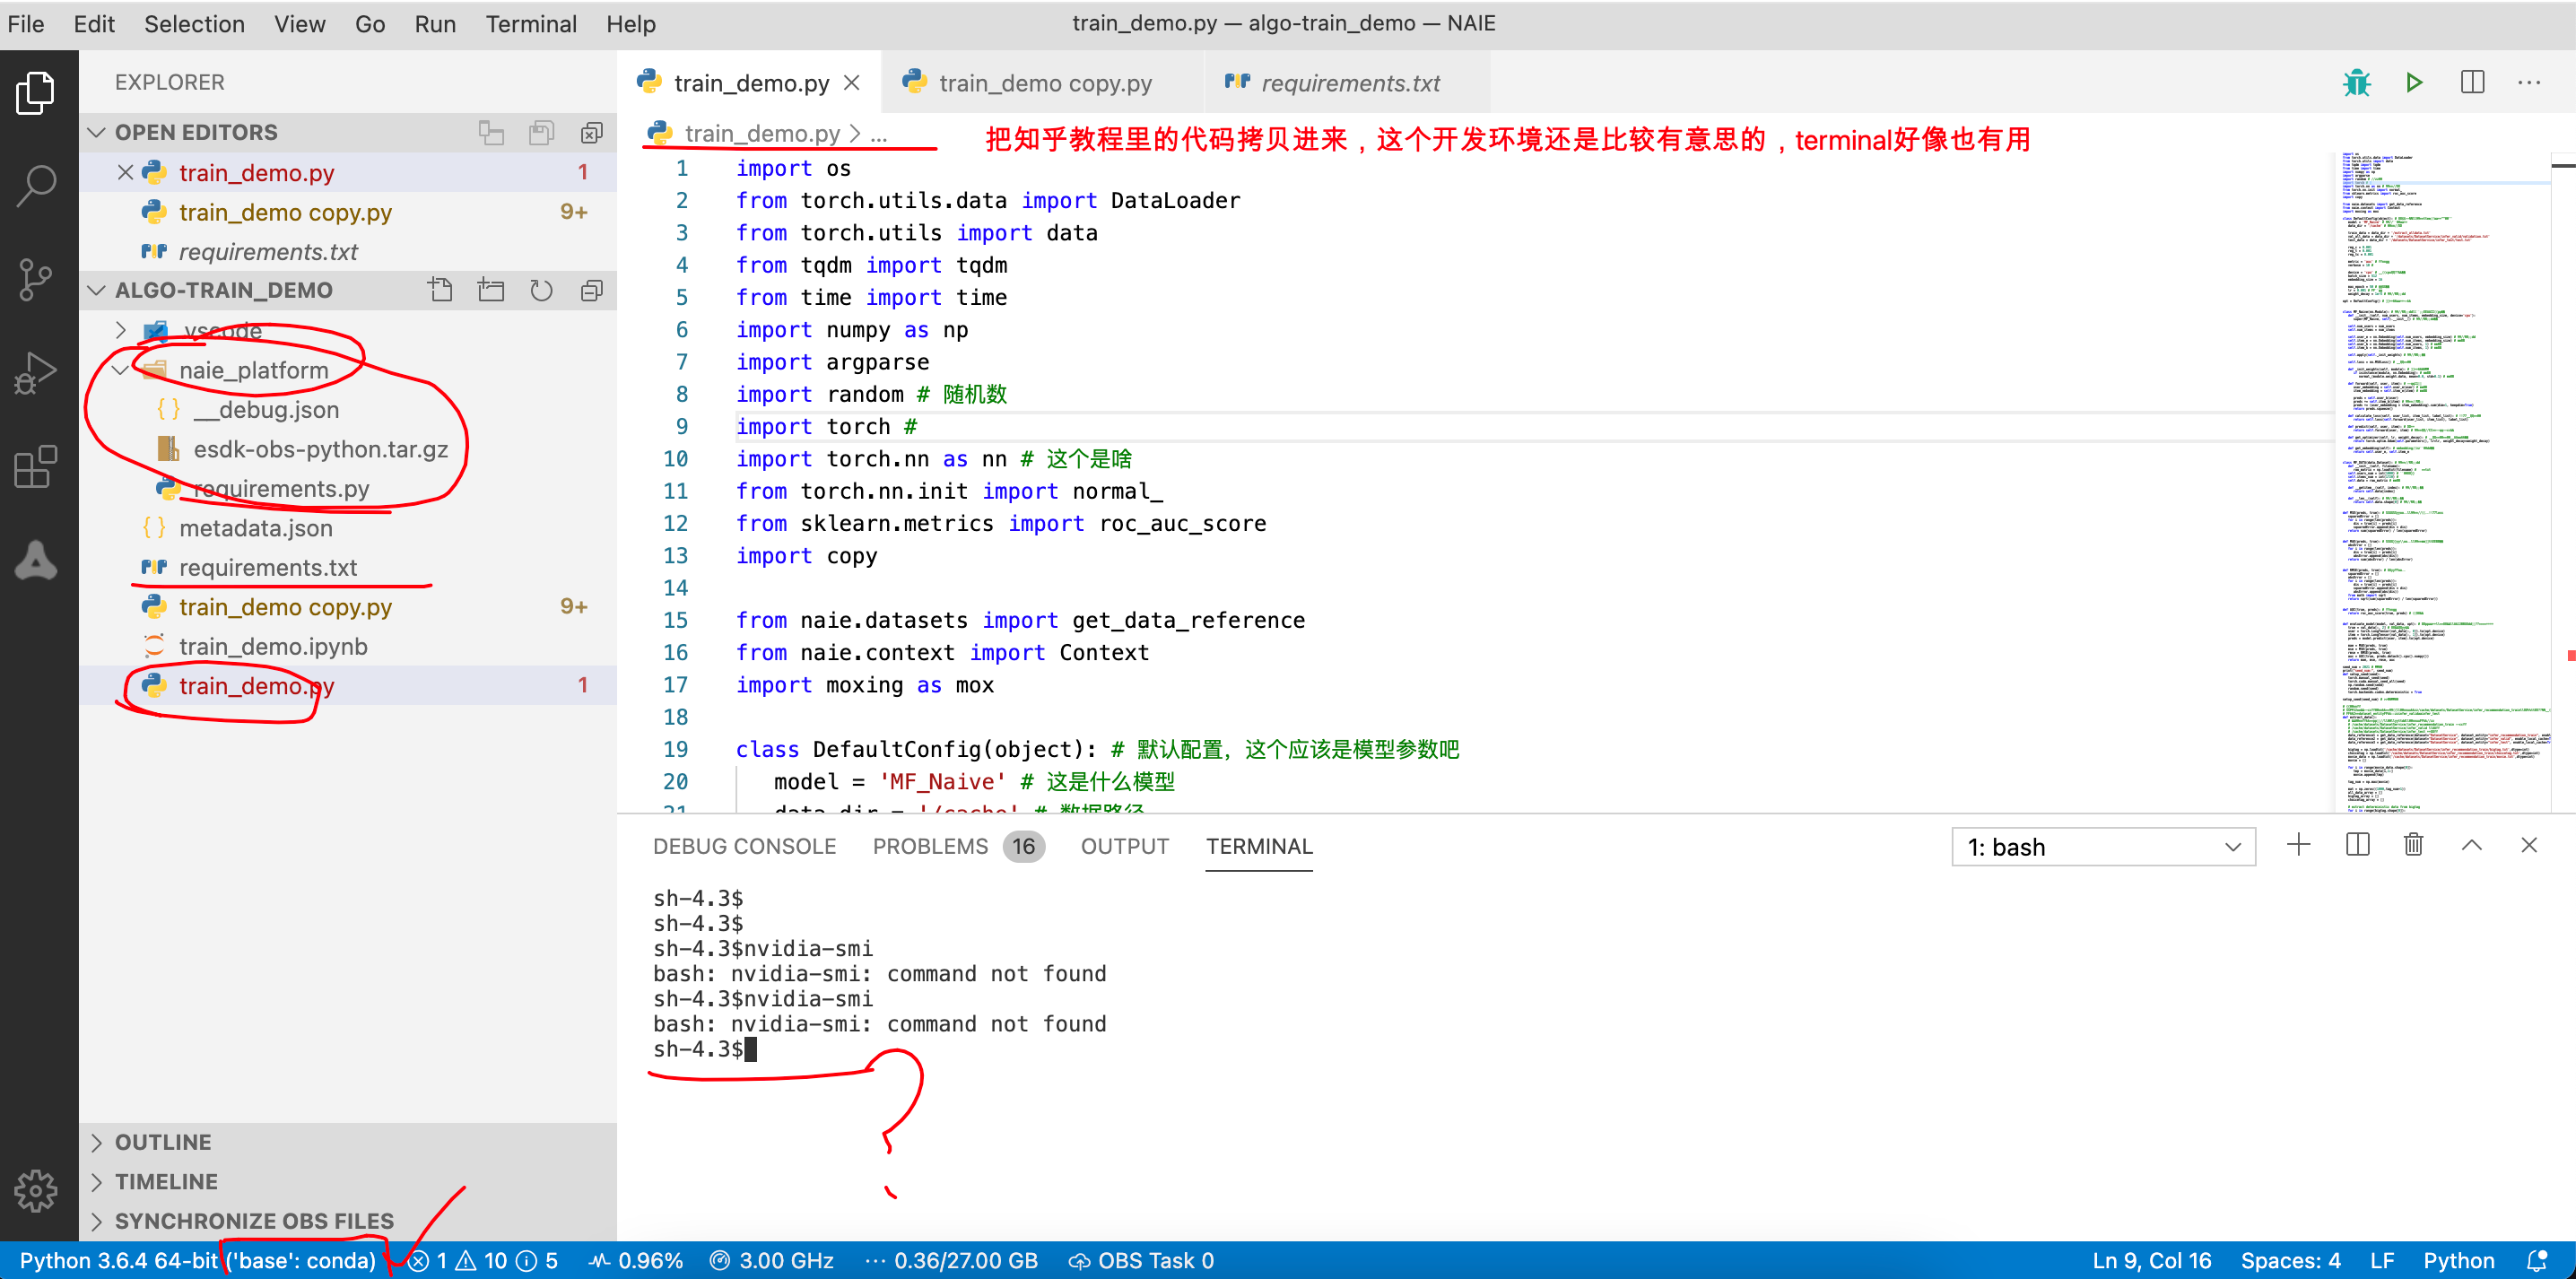 File Edit Selection View Go Run Terminal Help
train_demo.py — algo-train_demo — NAIE
EXPLORER
OPEN EDITORS
train_demo.py 1
train_demo copy.py 9+
requirements.txt
ALGO-TRAIN_DEMO
.vscode
naie_platform
__debug.json
esdk-obs-python.tar.gz
requirements.py
metadata.json
requirements.txt
train_demo copy.py 9+
train_demo.ipynb
train_demo.py 1
OUTLINE
TIMELINE
SYNCHRONIZE OBS FILES
train_demo.py
train_demo copy.py
requirements.txt
train_demo.py > ...
把知乎教程里的代码拷贝进来，这个开发环境还是比较有意思的，terminal好像也有用
1 import os
2 from torch.utils.data import DataLoader
3 from torch.utils import data
4 from tqdm import tqdm
5 from time import time
6 import numpy as np
7 import argparse
8 import random # 随机数
9 import torch #
10 import torch.nn as nn # 这个是啥
11 from torch.nn.init import normal_
12 from sklearn.metrics import roc_auc_score
13 import copy
14
15 from naie.datasets import get_data_reference
16 from naie.context import Context
17 import moxing as mox
18
19 class DefaultConfig(object): # 默认配置，这个应该是模型参数吧
20 model = 'MF_Naive' # 这是什么模型
21 data_dir = '/cache' # 数据路径
DEBUG CONSOLE PROBLEMS 16 OUTPUT TERMINAL
1: bash
sh-4.3$
sh-4.3$
sh-4.3$nvidia-smi
bash: nvidia-smi: command not found
sh-4.3$nvidia-smi
bash: nvidia-smi: command not found
sh-4.3$
?
Python 3.6.4 64-bit ('base': conda) 1 10 5 0.96% 3.00 GHz ··· 0.36/27.00 GB OBS Task 0
Ln 9, Col 16 Spaces: 4 LF Python